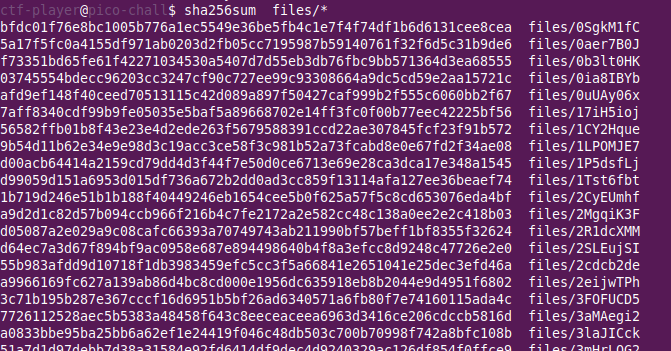 ctf-player@pico-chall$ sha256sum  files/*
bfdc01f76e8bc1005b776a1ec5549e36be5fb4c1e7f4f74df1b6d6131cee8cea  files/0SgkM1fC
5a17f5fc0a4155df971ab0203d2fb05cc7195987b59140761f32f6d5c31b9de6  files/0aer7B0J
f73351bd65fe61f42271034530a5407d7d55eb3db76fbc9bb571364d3ea68555  files/0b3lt0HK
03745554bdecc96203cc3247cf90c727ee99c93308664a9dc5cd59e2aa15721c  files/0ia8IBYb
afd9ef148f40ceed70513115c42d089a897f50427caf999b2f555c6060bb2f67  files/0uUAy06x
7aff8340cdf99b9fe05035e5baf5a89668702e14ff3fc0f00b77eec42225bf56  files/17iH5ioj
56582ffb01b8f43e23e4d2ede263f5679588391ccd22ae307845fcf23f91b572  files/1CY2Hque
9b54d11b62e34e9e98d3c19acc3ce58f3c981b52a73fcabd8e0e67fd2f34ae08  files/1LPOMJE7
d00acb64414a2159cd79dd4d3f44f7e50d0ce6713e69e28ca3dca17e348a1545  files/1P5dsfLj
d99059d151a6953d015df736a672b2dd0ad3cc859f13114afa127ee36beaef74  files/1Tst6fbt
1b719d246e51b1b188f40449246eb1654cee5b0f625a57f5c8cd653076eda4bf  files/2CyEUmhf
a9d2d1c82d57b094ccb966f216b4c7fe2172a2e582cc48c138a0ee2e2c418b03  files/2MgqiK3F
d05087a2e029a9c08cafc66393a70749743ab211990bf57beff1bf8355f32624  files/2R1dcXMM
d64ec7a3d67f894bf9ac0958e687e894498640b4f8a3efcc8d9248c47726e2e0  files/2SLEujSI
55b983afdd9d10718f1db3983459efc5cc3f5a66841e2651041e25dec3efd46a  files/2cdcb2de
a9966169fc627a139ab86d4bc8cd000e1956dc635918eb8b2044e9d4951f6802  files/2eijwTPh
3c71b195b287e367cccf16d6951b5bf26ad6340571a6fb80f7e74160115ada4c  files/3FOFUCD5
7726112528aec5b5383a48458f643c8eeceaceea6963d3416ce206cdccb5816d  files/3aMAegi2
a0833bbe95ba25bb6a62ef1e24419f046c48db503c700b70998f742a8bfc108b  files/3laJICck